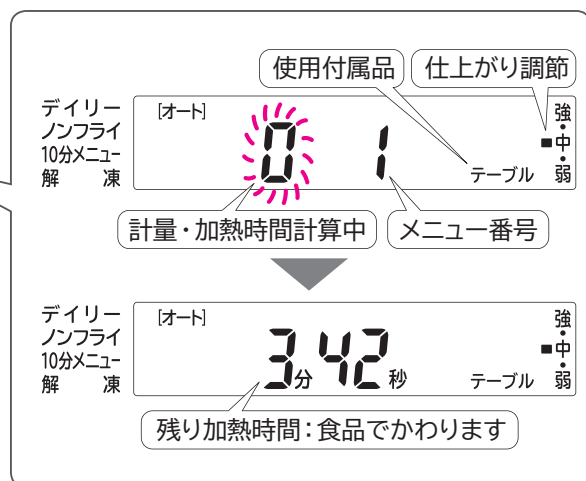 使用付属品 仕上がり調節
デイリー [オート] 強
ノンフライ ・
10分メニュー 0 1 ■中
・
解 凍 テーブル 弱
計量・加熱時間計算中 メニュー番号
デイリー [オート] 強
ノンフライ ・
10分メニュー 3分 42秒 ■中
・
解 凍 テーブル 弱
残り加熱時間：食品でかわります